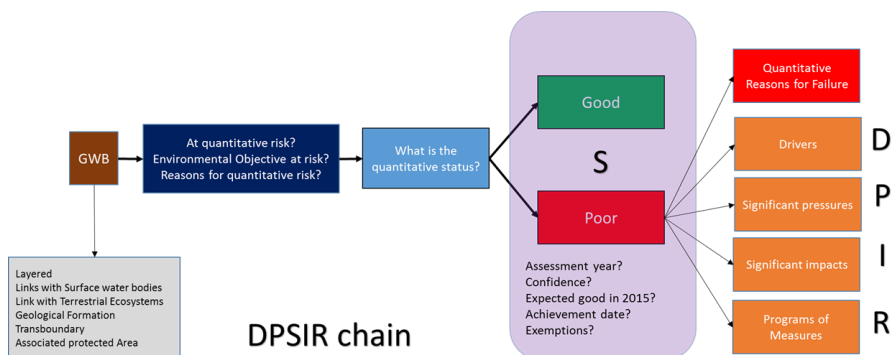 GWB
At quantitative risk?
Environmental Objective at risk?
Reasons for quantitative risk?
What is the
quantitative status?
Good
S
Poor
Assessment year?
Confidence?
Expected good in 2015?
Achievement date?
Exemptions?
Quantitative
Reasons for Failure
Drivers
D
Significant pressures
P
Significant impacts
I
Programs of
Measures
R
Layered
Links with Surface water bodies
Link with Terrestrial Ecosystems
Geological Formation
Transboundary
Associated protected Area
DPSIR chain